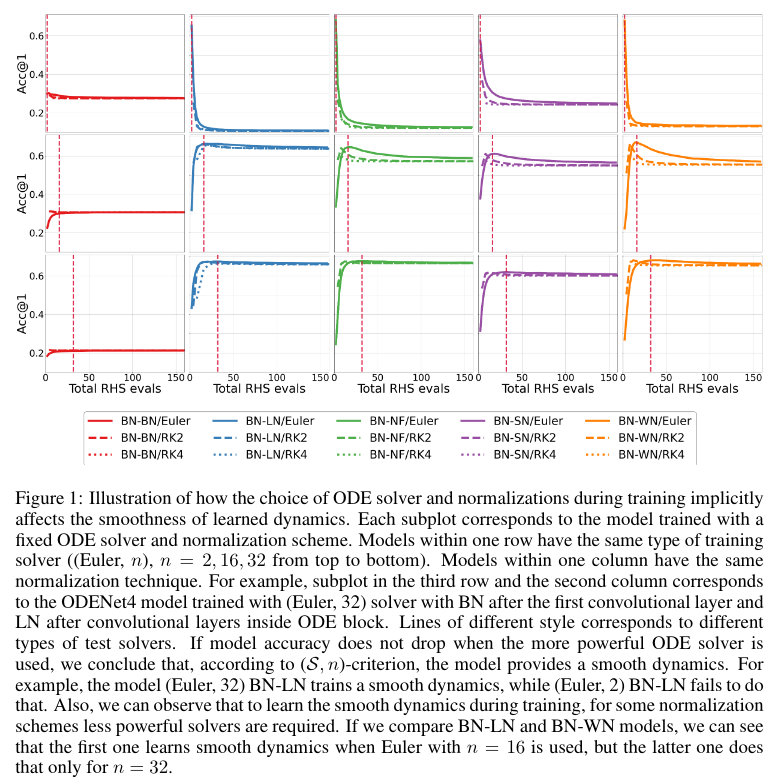 Acc@1
0.6
0.4
0.2
Acc@1
0.6
0.4
0.2
Acc@1
0.6
0.4
0.2
0 50 100 150 0 50 100 150 0 50 100 150 0 50 100 150 0 50 100 150
Total RHS evals Total RHS evals Total RHS evals Total RHS evals Total RHS evals
BN-BN/Euler BN-LN/Euler BN-NF/Euler BN-SN/Euler BN-WN/Euler
BN-BN/RK2 BN-LN/RK2 BN-NF/RK2 BN-SN/RK2 BN-WN/RK2
BN-BN/RK4 BN-LN/RK4 BN-NF/RK4 BN-SN/RK4 BN-WN/RK4
Figure 1: Illustration of how the choice of ODE solver and normalizations during training implicitly
affects the smoothness of learned dynamics. Each subplot corresponds to the model trained with a
fixed ODE solver and normalization scheme. Models within one row have the same type of training
solver ((Euler, n), n = 2, 16, 32 from top to bottom). Models within one column have the same
normalization technique. For example, subplot in the third row and the second column corresponds
to the ODENet4 model trained with (Euler, 32) solver with BN after the first convolutional layer and
LN after convolutional layers inside ODE block. Lines of different style corresponds to different
types of test solvers. If model accuracy does not drop when the more powerful ODE solver is
used, we conclude that, according to (S, n)-criterion, the model provides a smooth dynamics. For
example, the model (Euler, 32) BN-LN trains a smooth dynamics, while (Euler, 2) BN-LN fails to do
that. Also, we can observe that to learn the smooth dynamics during training, for some normalization
schemes less powerful solvers are required. If we compare BN-LN and BN-WN models, we can see
that the first one learns smooth dynamics when Euler with n = 16 is used, but the latter one does
that only for n = 32.